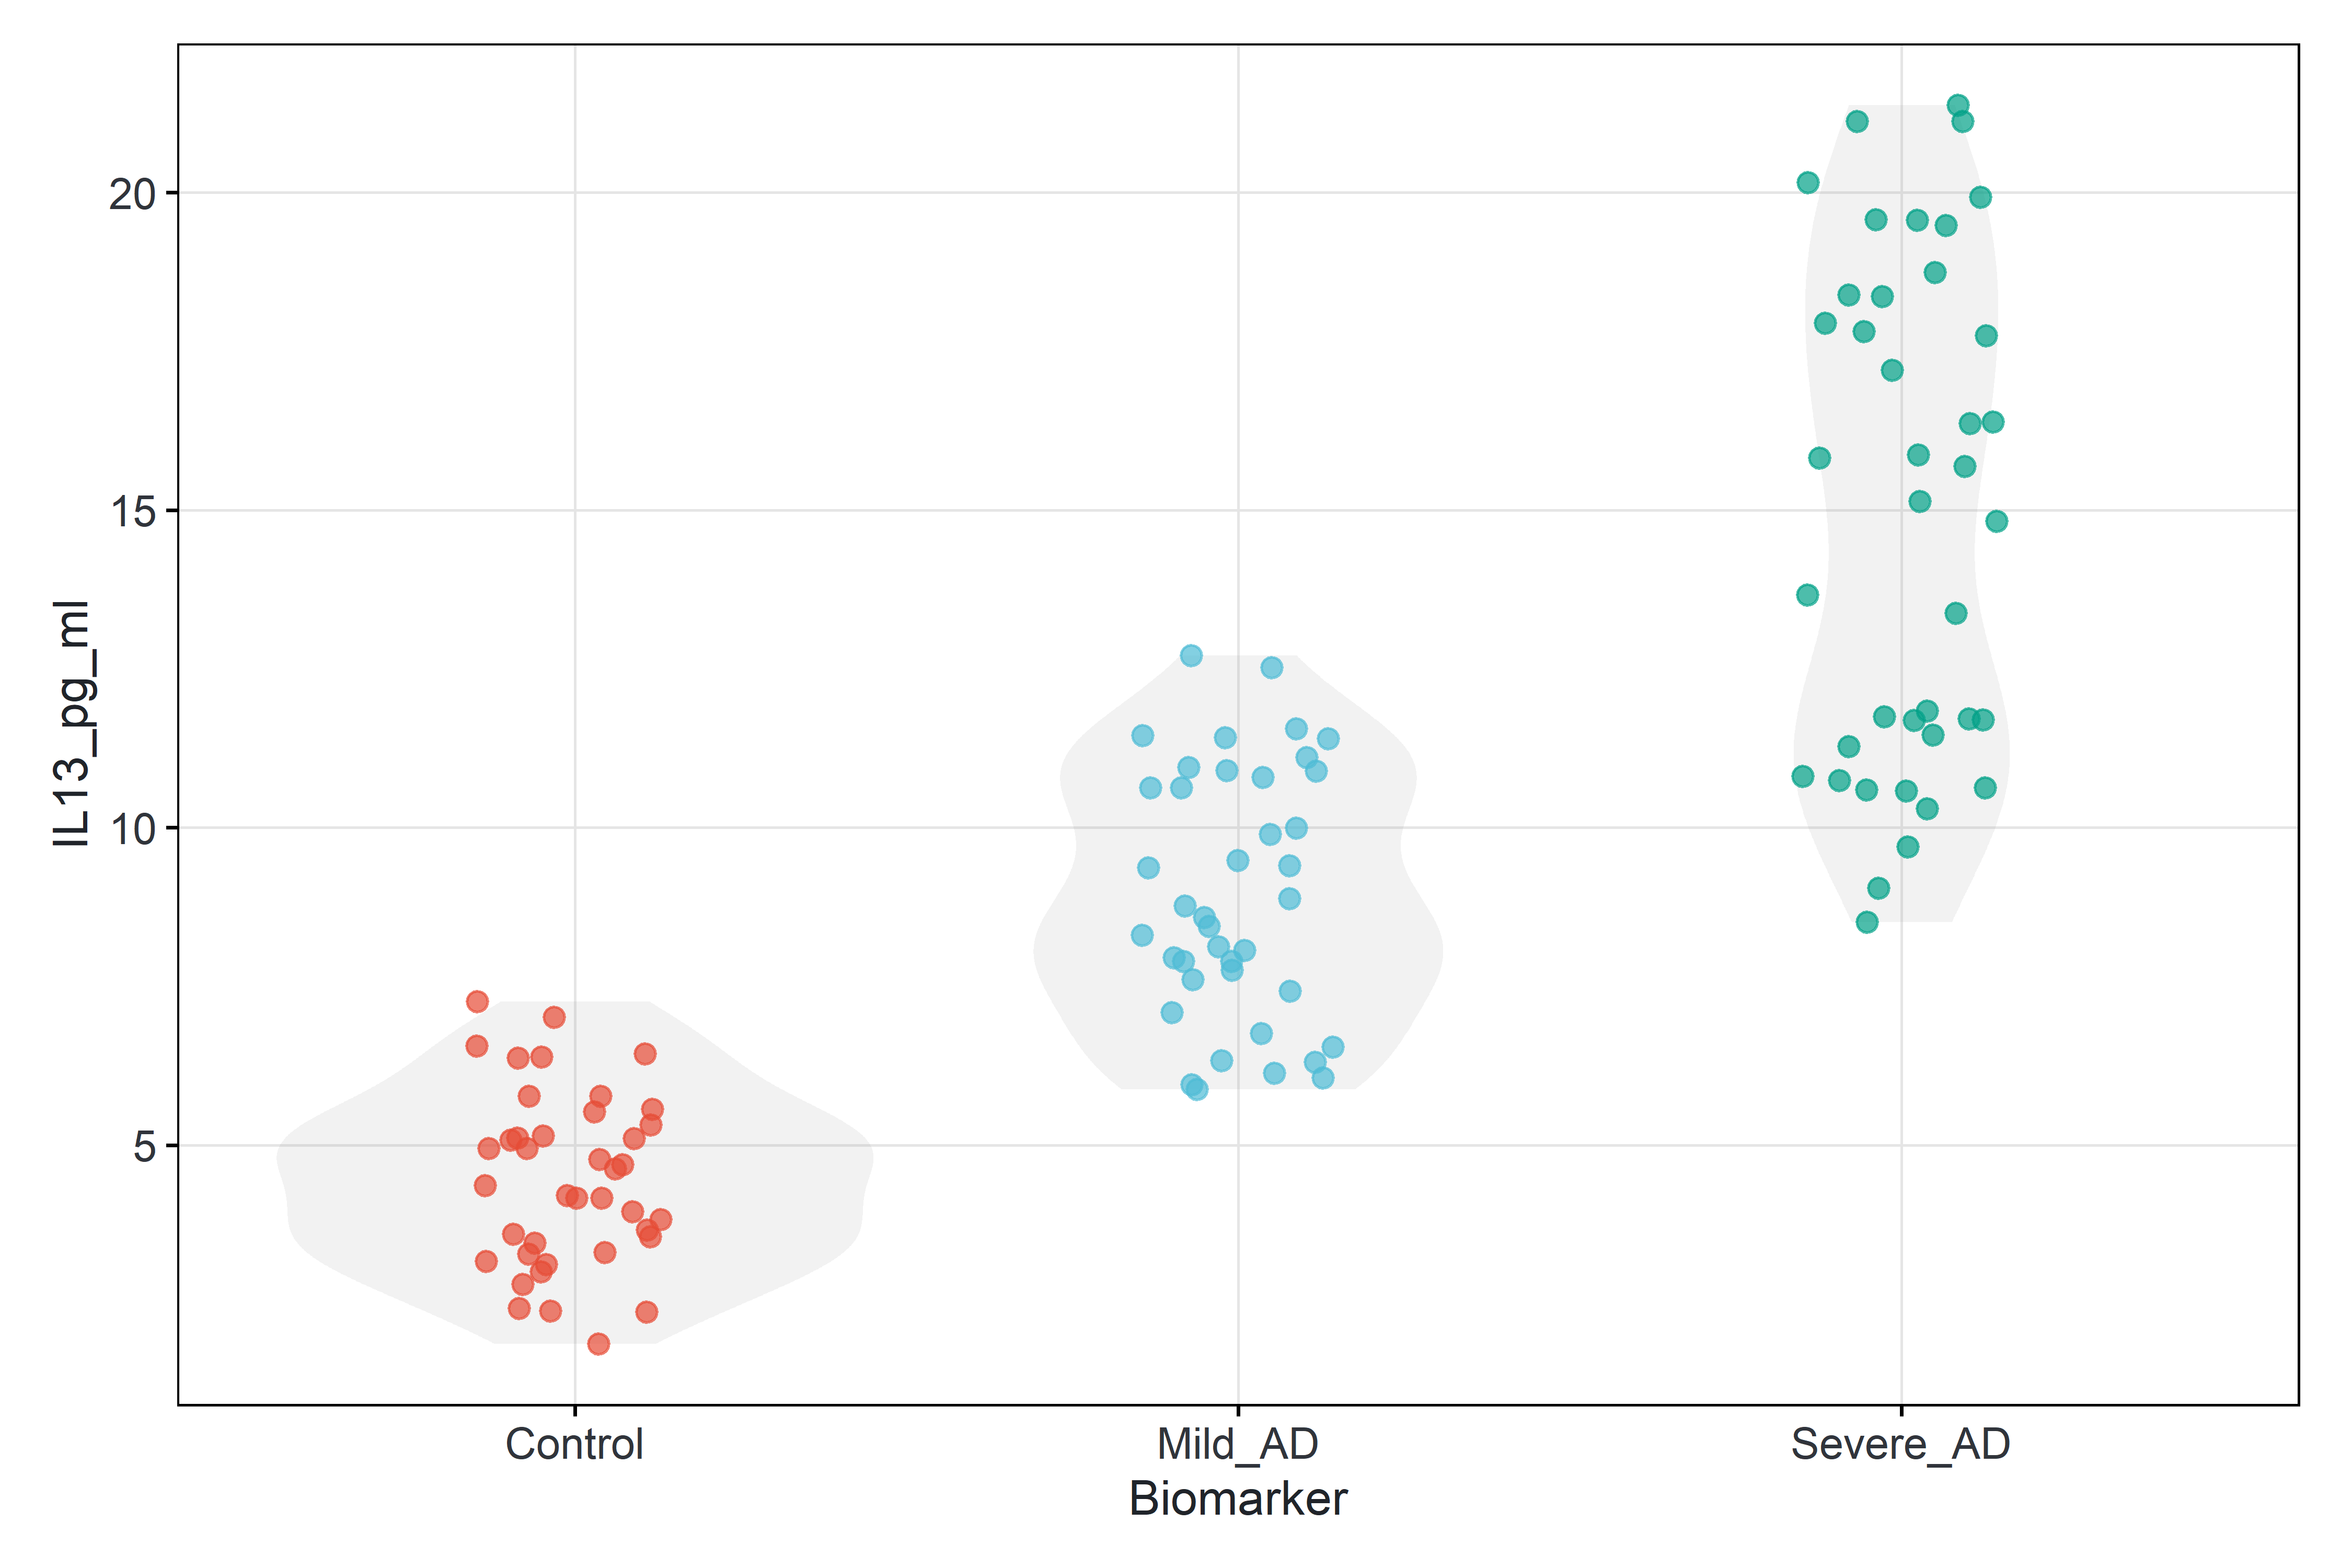 IL13_pg_ml
20
15
10
5
Control Mild_AD Severe_AD
Biomarker